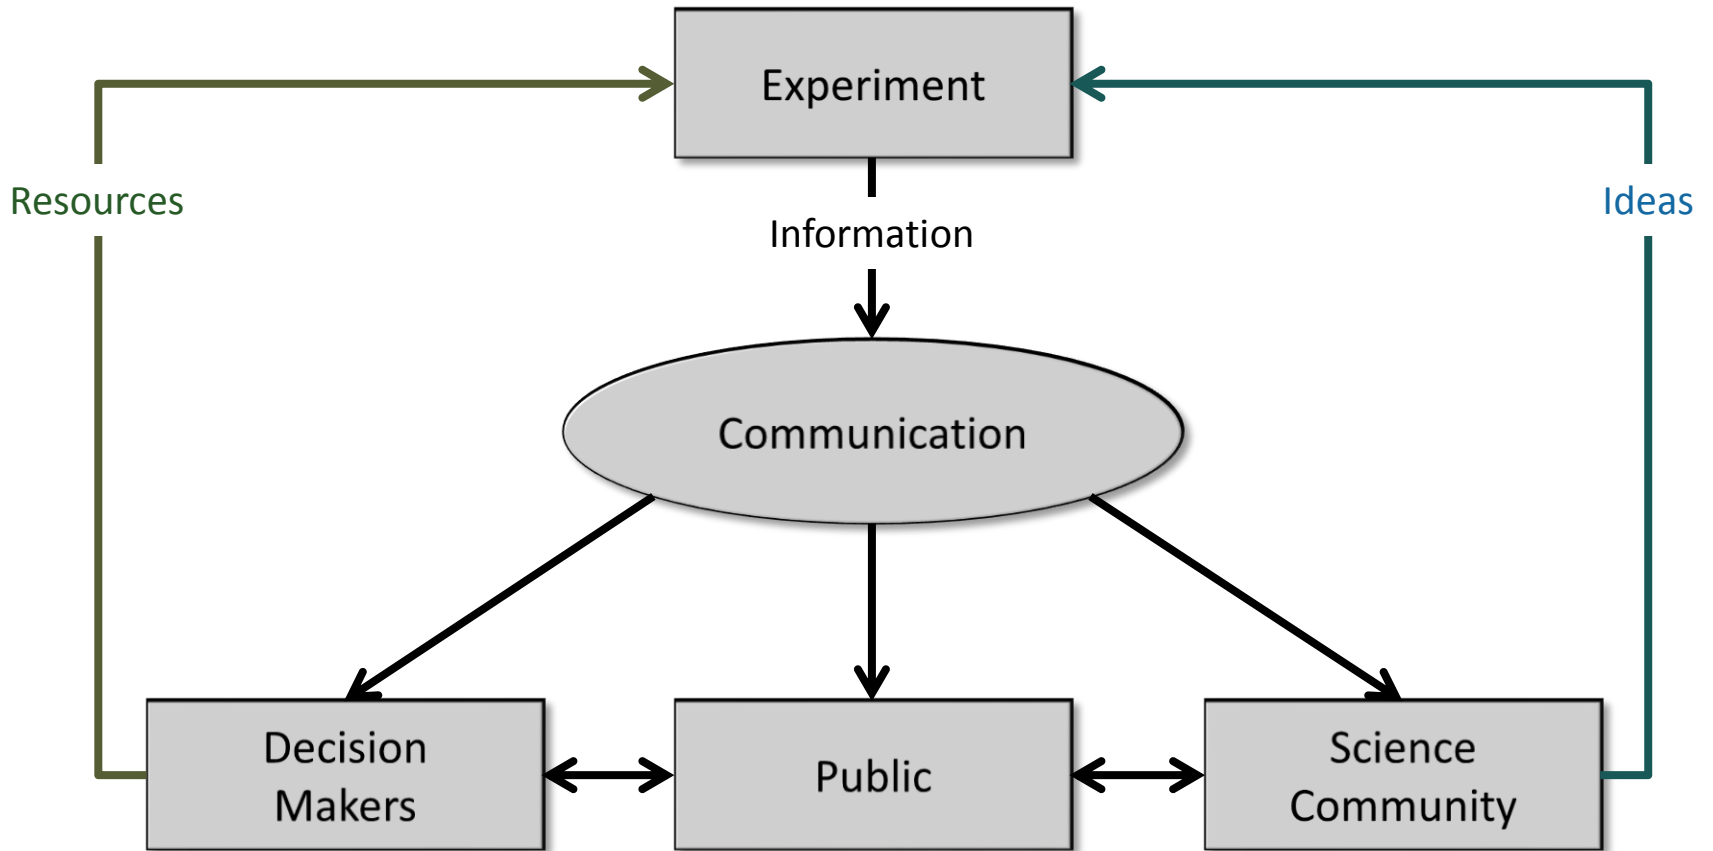 Experiment
Resources
Ideas
Information
Communication
Decision
Makers
Public
Science
Community